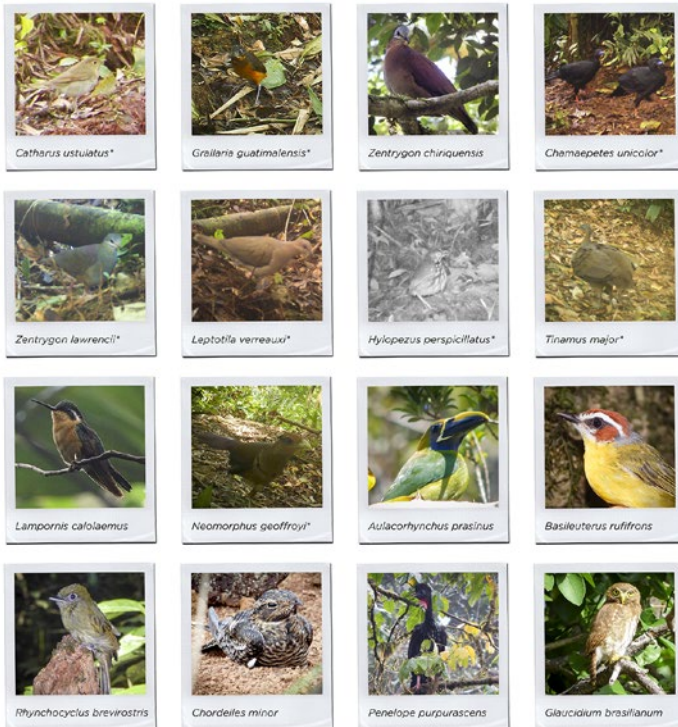 Catharus ustulatus*
Grallaria guatimalensis*
Zentrygon chiriquensis
Chamaepetes unicolor*
Zentrygon lawrencii*
Leptotila verreauxi*
Hylopezus perspicillatus*
Tinamus major*
Lampornis calolaemus
Neomorphus geoffroyi*
Aulacorhynchus prasinus
Basileuterus rufifrons
Rhynchocyclus brevirostris
Chordeiles minor
Penelope purpurascens
Glaucidium brasilianum